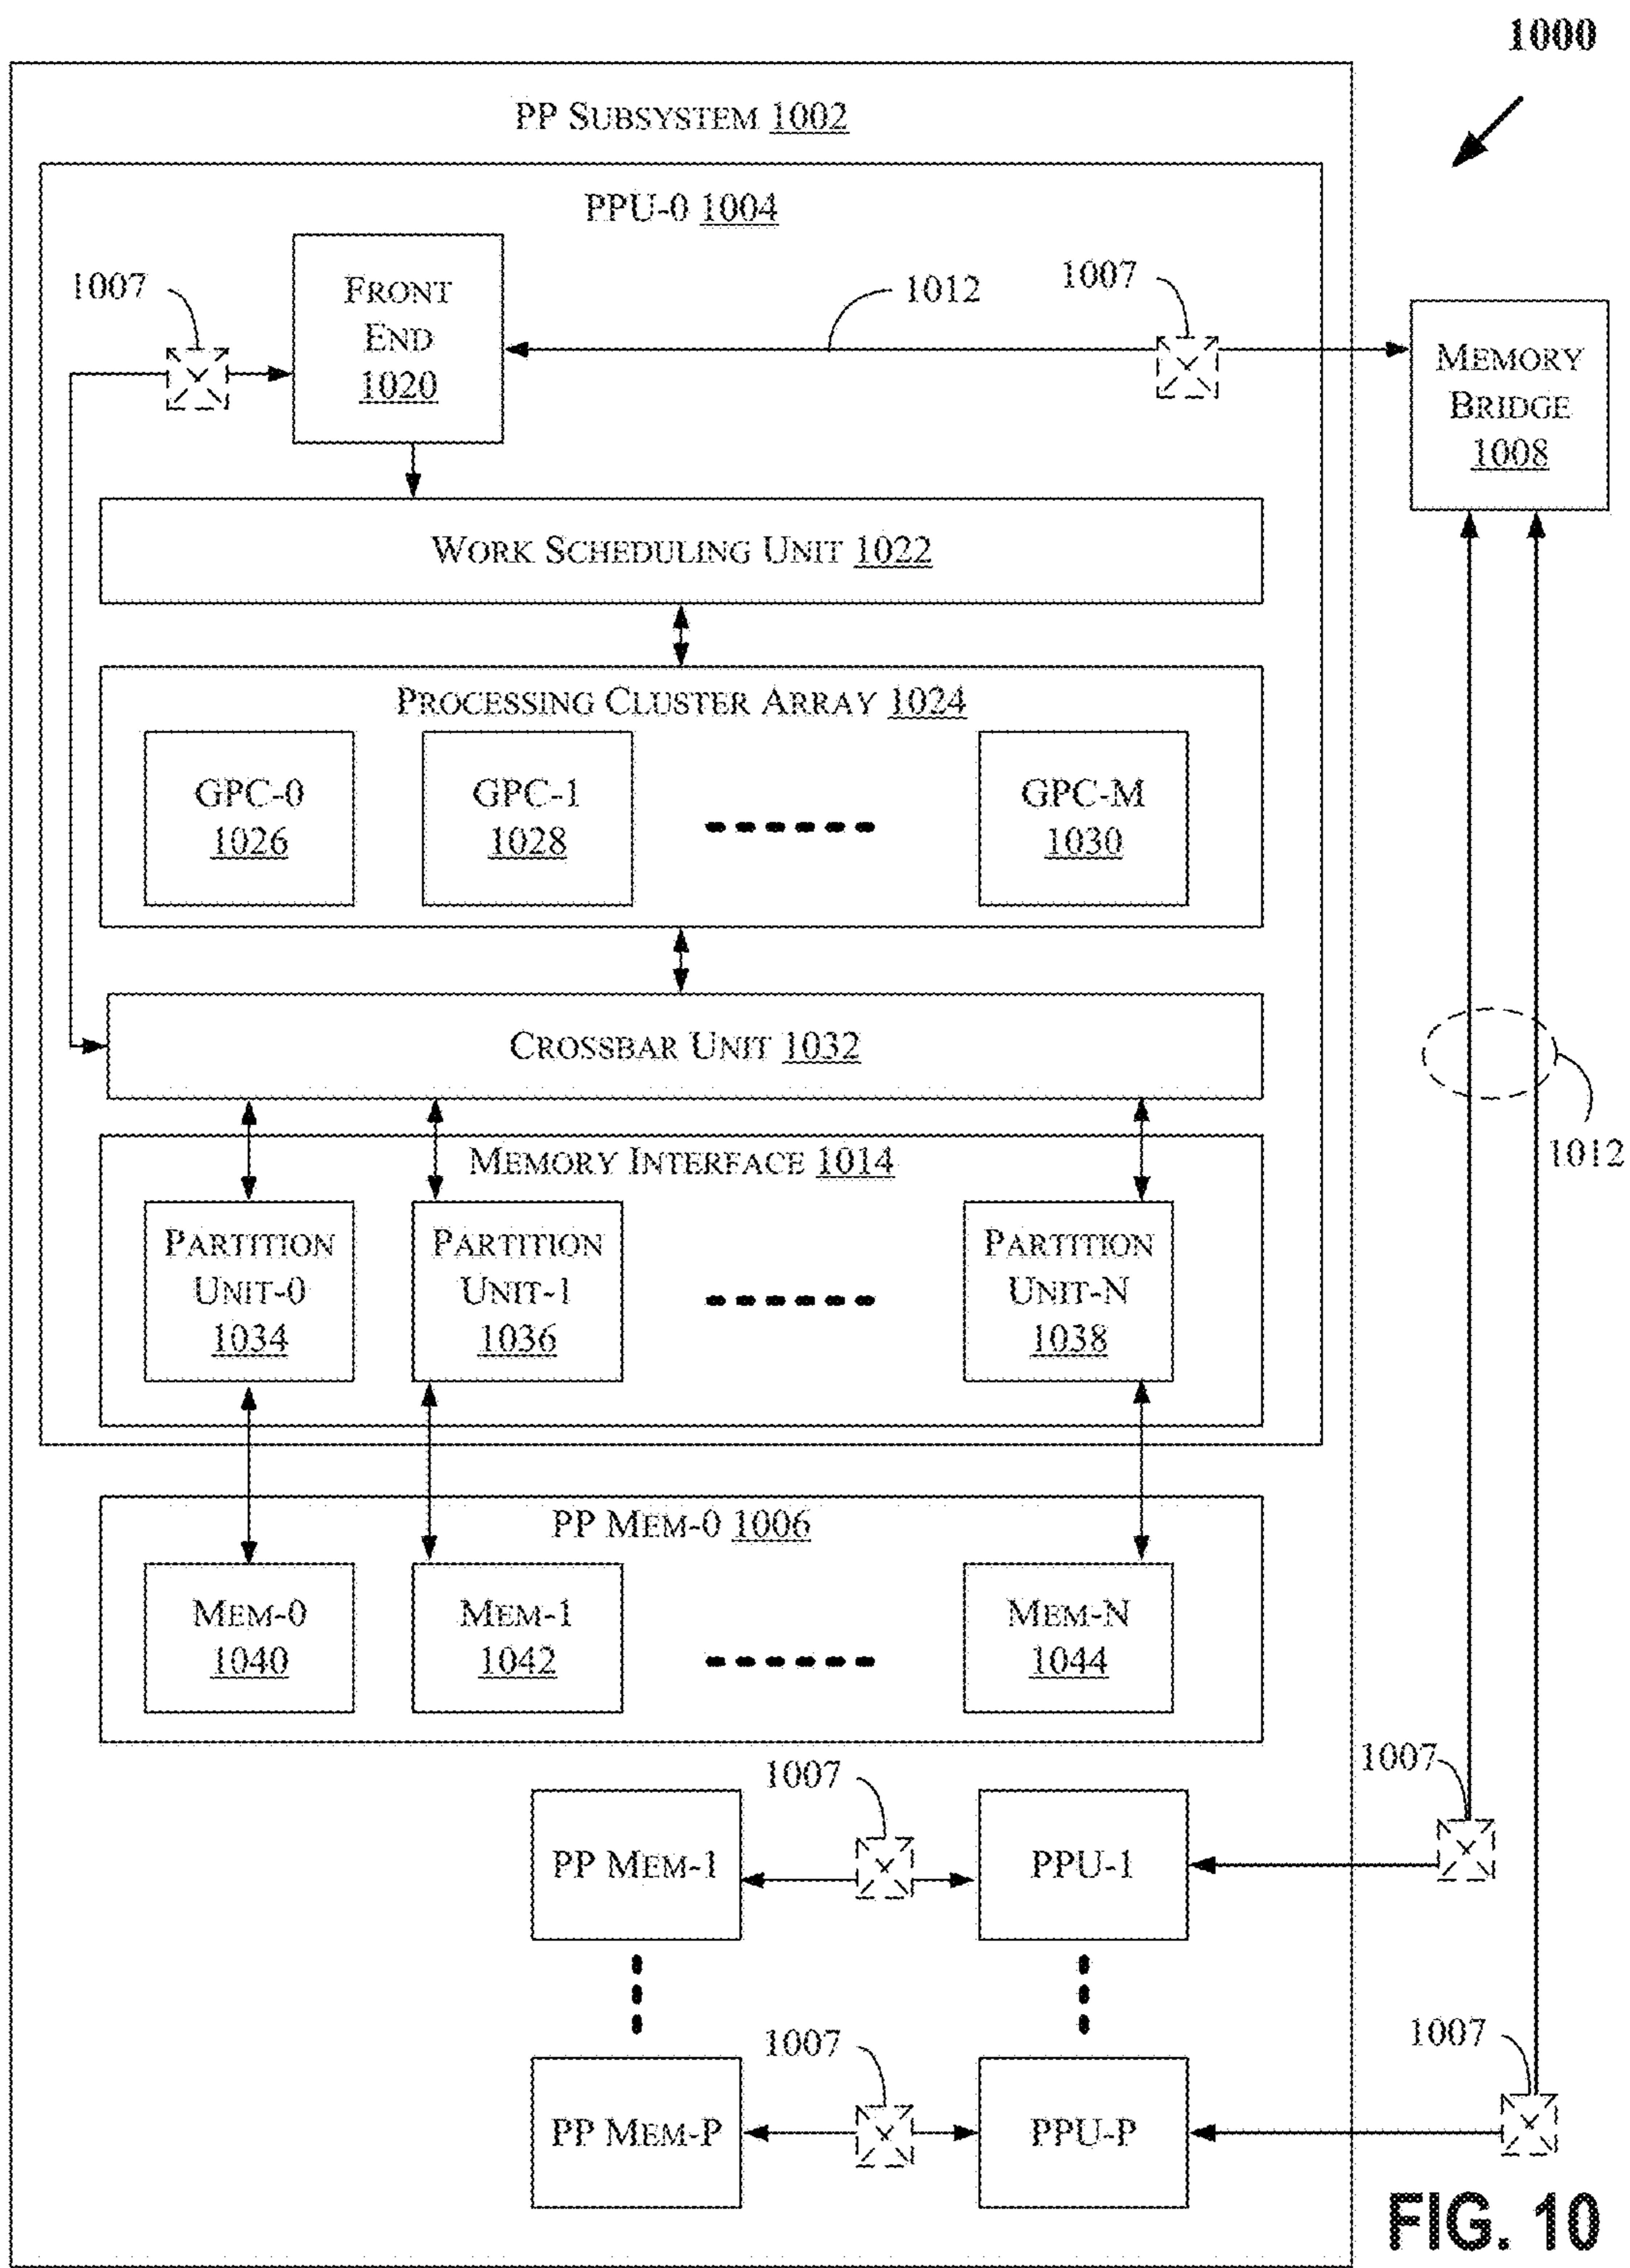 1000
PP SUBSYSTEM 1002
PPU-0 1004
1007
FRONT
END
1020
1012
1007
MEMORY
BRIDGE
1008
WORK SCHEDULING UNIT 1022
PROCESSING CLUSTER ARRAY 1024
GPC-0
1026
GPC-1
1028
GPC-M
1030
CROSSBAR UNIT 1032
1012
MEMORY INTERFACE 1014
PARTITION
UNIT-0
1034
PARTITION
UNIT-1
1036
PARTITION
UNIT-N
1038
PP MEM-0 1006
MEM-0
1040
MEM-1
1042
MEM-N
1044
1007
1007
PP MEM-1
PPU-1
1007
1007
PP MEM-P
PPU-P
FIG. 10